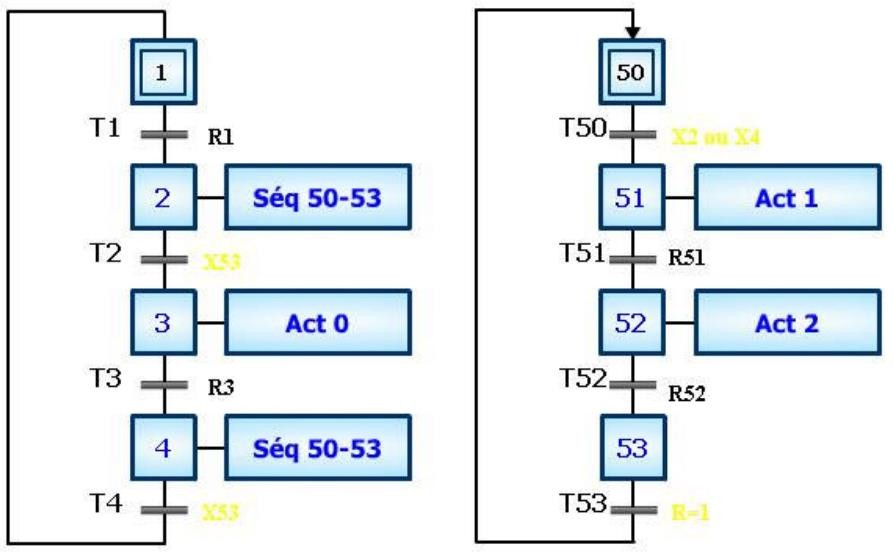 1
T1 R1
2 Séq 50-53
T2 X53
3 Act 0
T3 R3
4 Séq 50-53
T4 X53
50
T50 X2 ou X4
51 Act 1
T51 R51
52 Act 2
T52 R52
53
T53 R=1